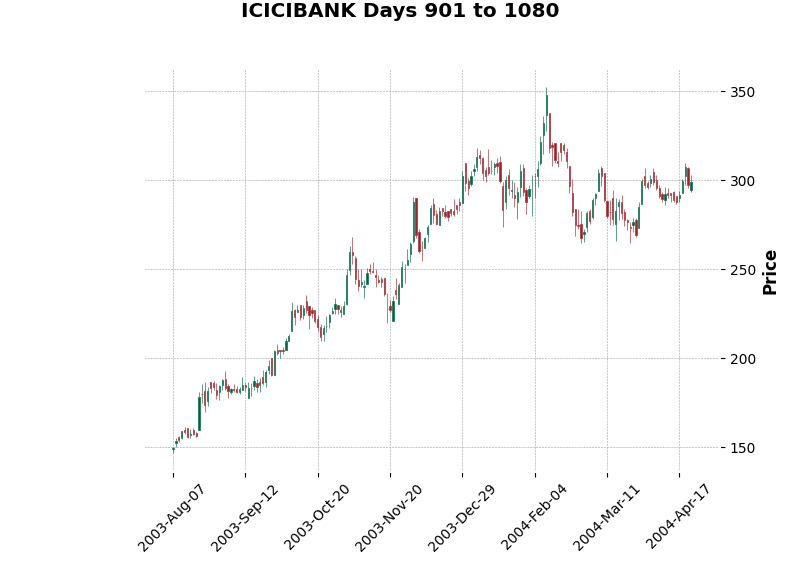 ICICIBANK Days 901 to 1080
350
300
250
200
150
Price
2003-Aug-07
2003-Sep-12
2003-Oct-20
2003-Nov-20
2003-Dec-29
2004-Feb-04
2004-Mar-11
2004-Apr-17